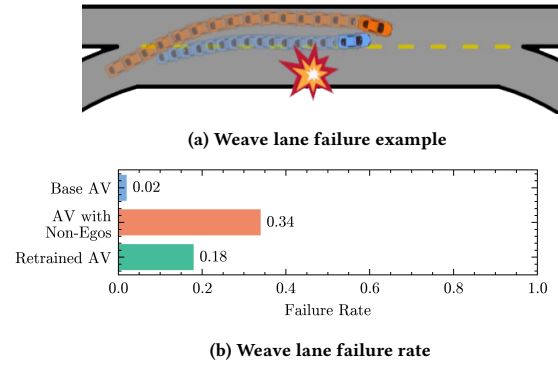 (a) Weave lane failure example
Base AV
0.02
AV with
Non-Egos
0.34
Retrained AV
0.18
0.0 0.2 0.4 0.6 0.8 1.0
Failure Rate
(b) Weave lane failure rate